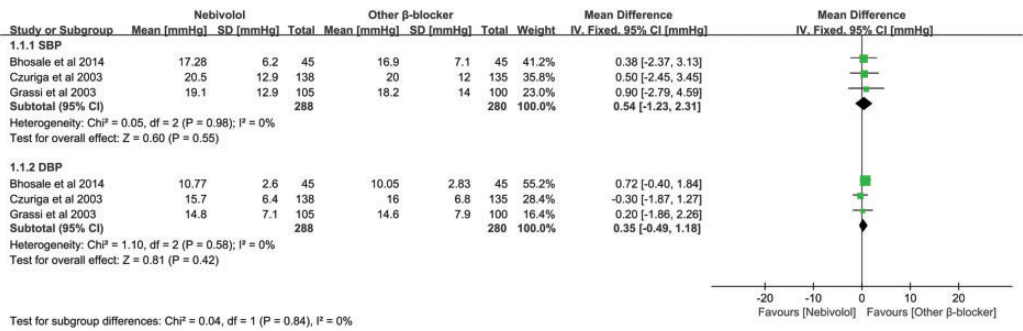 Nebivolol Other β-blocker Mean Difference Mean Difference
Study or Subgroup Mean [mmHg] SD [mmHg] Total Mean [mmHg] SD [mmHg] Total Weight IV. Fixed. 95% CI [mmHg] IV. Fixed. 95% CI [mmHg]
1.1.1 SBP
Bhosale et al 2014 17.28 6.2 45 16.9 7.1 45 41.2% 0.38 [-2.37, 3.13]
Czuriga et al 2003 20.5 12.9 138 20 12 135 35.8% 0.50 [-2.45, 3.45]
Grassi et al 2003 19.1 12.9 105 18.2 14 100 23.0% 0.90 [-2.79, 4.59]
Subtotal (95% CI) 288 280 100.0% 0.54 [-1.23, 2.31]
Heterogeneity: Chi² = 0.05, df = 2 (P = 0.98); I² = 0%
Test for overall effect: Z = 0.60 (P = 0.55)
1.1.2 DBP
Bhosale et al 2014 10.77 2.6 45 10.05 2.83 45 55.2% 0.72 [-0.40, 1.84]
Czuriga et al 2003 15.7 6.4 138 16 6.8 135 28.4% -0.30 [-1.87, 1.27]
Grassi et al 2003 14.8 7.1 105 14.6 7.9 100 16.4% 0.20 [-1.86, 2.26]
Subtotal (95% CI) 288 280 100.0% 0.35 [-0.49, 1.18]
Heterogeneity: Chi² = 1.10, df = 2 (P = 0.58); I² = 0%
Test for overall effect: Z = 0.81 (P = 0.42)
-20 -10 0 10 20
Favours [Nebivolol] Favours [Other β-blocker]
Test for subgroup differences: Chi² = 0.04, df = 1 (P = 0.84), I² = 0%